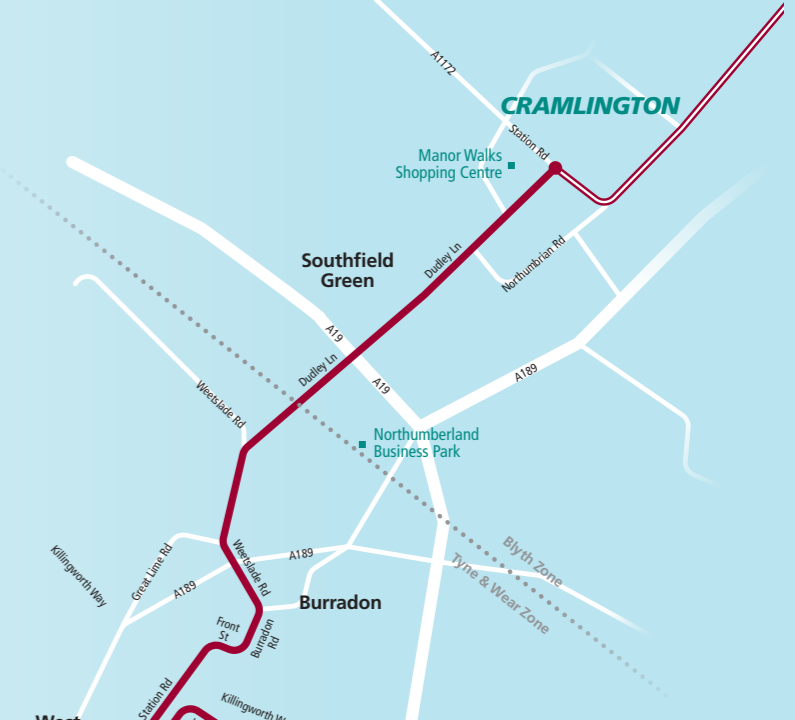 A1172
CRAMLINGTON
Station Rd
Manor Walks
Shopping Centre
Southfield
Green
Dudley Ln
Northumbrian Rd
A19
Dudley Ln
A19
A189
Weetslade Rd
Northumberland
Business Park
Blyth Zone
Tyne & Wear Zone
Killingworth Way
Great Lime Rd
A189
Weetslade Rd
A189
Burradon
Front
St
Burradon
Rd
Station Rd
Killingworth W
West